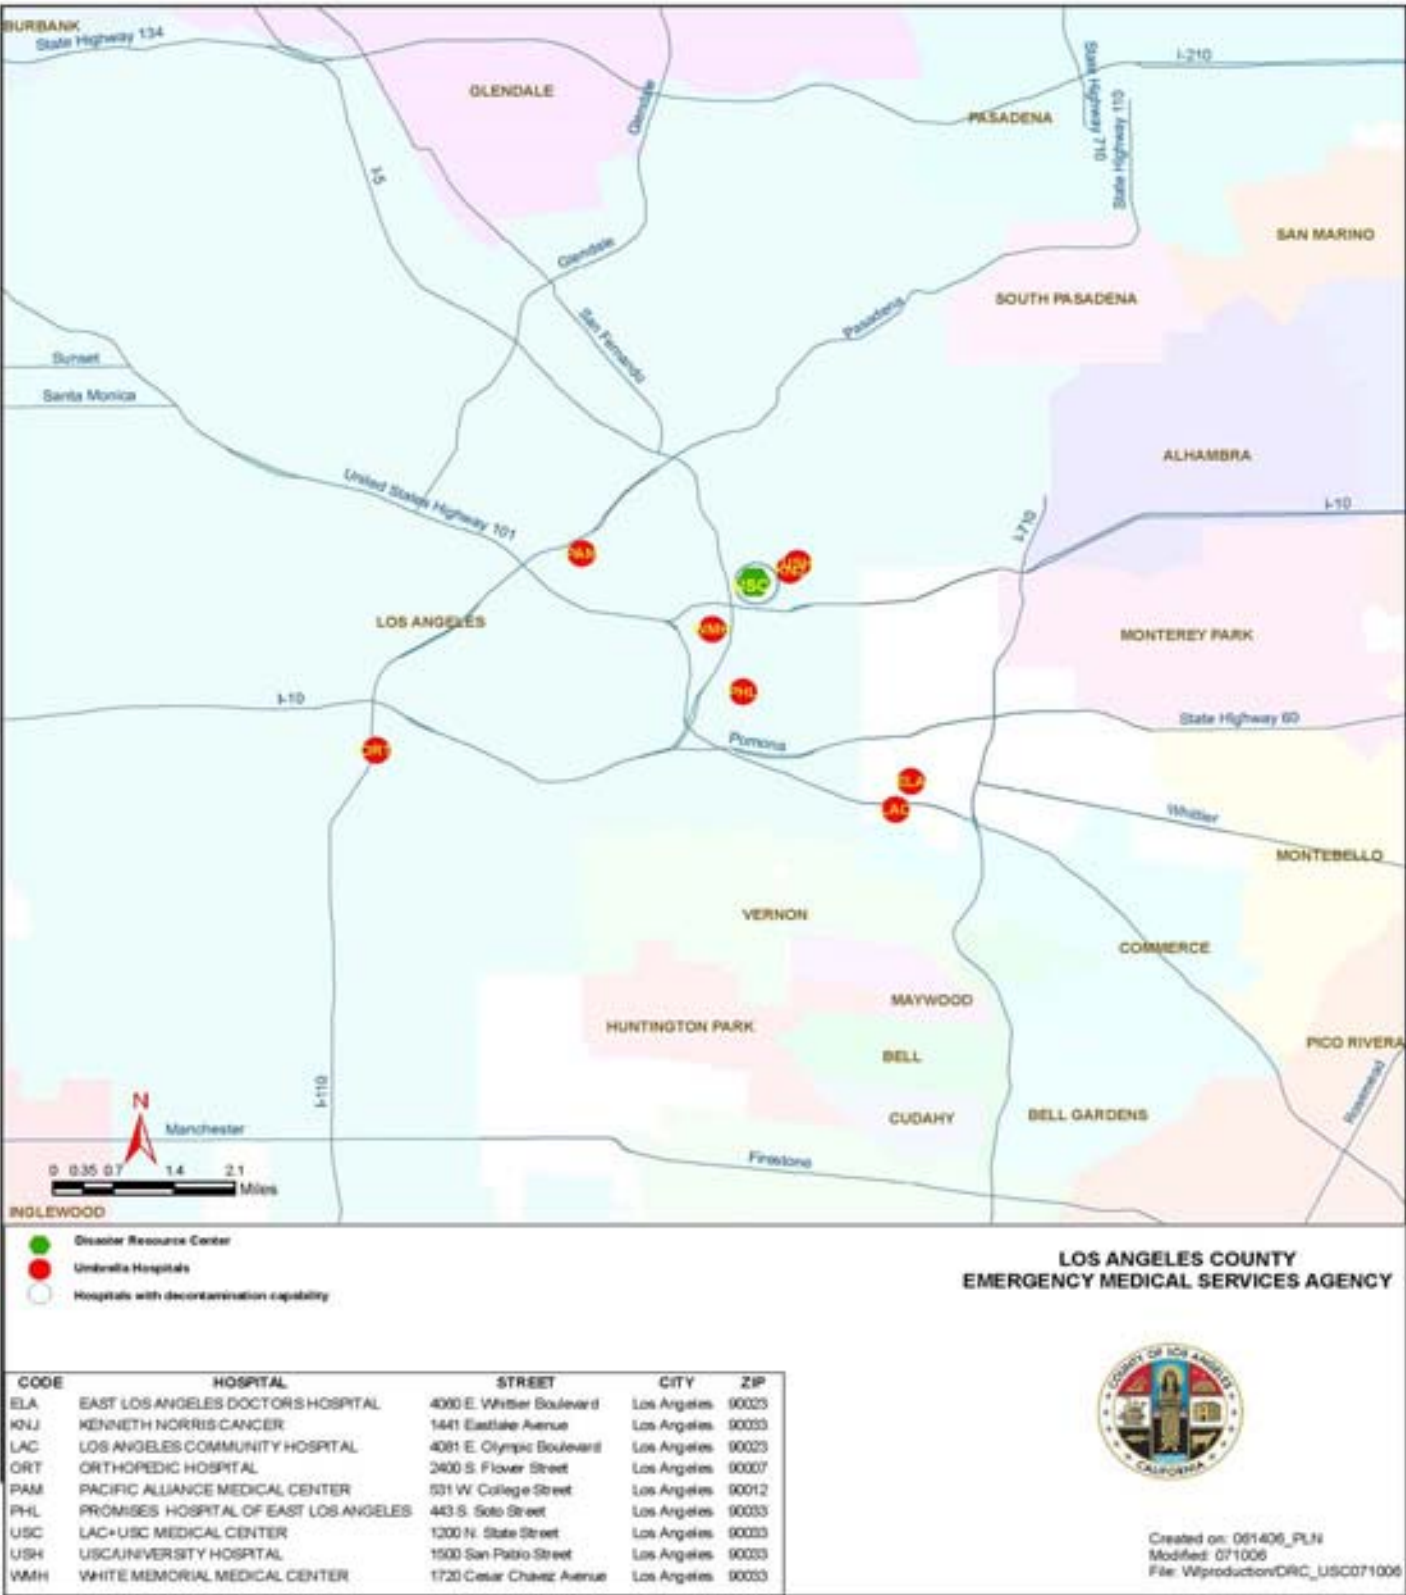 BURBANK
State Highway 134
GLENDALE
Glendale
I-5
I-210
PASADENA
State Highway 710
State Highway 110
SAN MARINO
Glendale
SOUTH PASADENA
Pasadena
San Fernando
Sunset
Santa Monica
ALHAMBRA
United States Highway 101
I-10
I-710
PAM
USH
USC
WMH
LOS ANGELES
MONTEREY PARK
PHL
I-10
State Highway 60
Pomona
ORT
ELA
LAC
Whittier
MONTEBELLO
VERNON
COMMERCE
MAYWOOD
HUNTINGTON PARK
BELL
PICO RIVERA
Rosemead
I-110
CUDAHY
BELL GARDENS
N
Manchester
Firestone
0 0.35 0.7 1.4 2.1
Miles
INGLEWOOD
Disaster Resource Center
Umbrella Hospitals
Hospitals with decontamination capability
LOS ANGELES COUNTY
EMERGENCY MEDICAL SERVICES AGENCY
COUNTY OF LOS ANGELES
CALIFORNIA
CODE HOSPITAL STREET CITY ZIP
ELA EAST LOS ANGELES DOCTORS HOSPITAL 4060 E. Whittier Boulevard Los Angeles 90023
KNJ KENNETH NORRIS CANCER 1441 Eastlake Avenue Los Angeles 90033
LAC LOS ANGELES COMMUNITY HOSPITAL 4081 E. Olympic Boulevard Los Angeles 90023
ORT ORTHOPEDIC HOSPITAL 2400 S. Flower Street Los Angeles 90007
PAM PACIFIC ALLIANCE MEDICAL CENTER 531 W. College Street Los Angeles 90012
PHL PROMISES HOSPITAL OF EAST LOS ANGELES 443 S. Soto Street Los Angeles 90033
USC LAC+USC MEDICAL CENTER 1200 N. State Street Los Angeles 90033
USH USC/UNIVERSITY HOSPITAL 1500 San Pablo Street Los Angeles 90033
WMH WHITE MEMORIAL MEDICAL CENTER 1720 Cesar Chavez Avenue Los Angeles 90033
Created on: 061406_PLN
Modified: 071006
File: W/production/DRC_USC071006